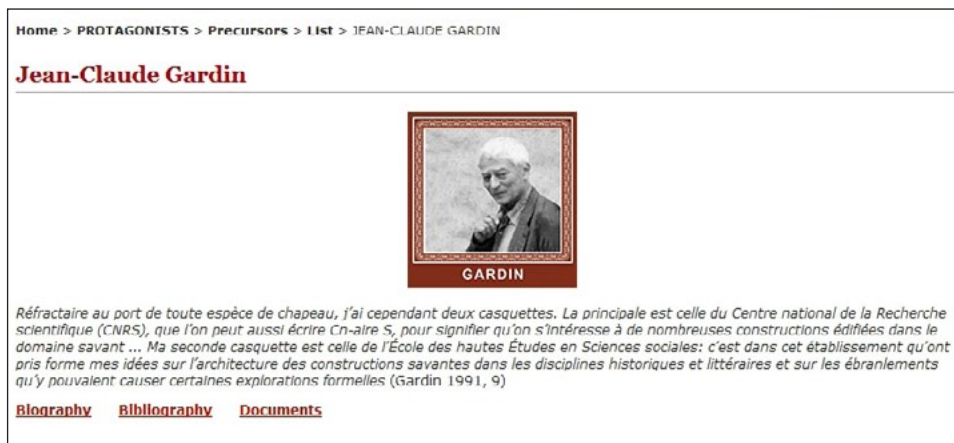 Home > PROTAGONISTS > Precursors > List > JEAN-CLAUDE GARDIN
Jean-Claude Gardin
GARDIN
Réfractaire au port de toute espèce de chapeau, j'ai cependant deux casquettes. La principale est celle du Centre national de la Recherche
scientifique (CNRS), que l'on peut aussi écrire Cn-aire S, pour signifier qu'on s'intéresse à de nombreuses constructions édifiées dans le
domaine savant ... Ma seconde casquette est celle de l'École des hautes Études en Sciences sociales: c'est dans cet établissement qu'ont
pris forme mes idées sur l'architecture des constructions savantes dans les disciplines historiques et littéraires et sur les ébranlements
qu'y pouvaient causer certaines explorations formelles (Gardin 1991, 9)
Biography Bibliography Documents